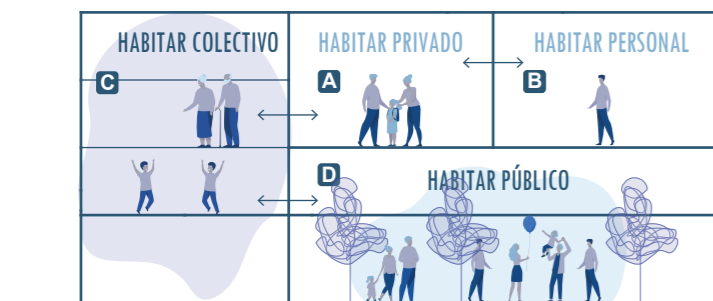 HABITAR COLECTIVO
C
HABITAR PRIVADO
A
HABITAR PERSONAL
B
D
HABITAR PÚBLICO